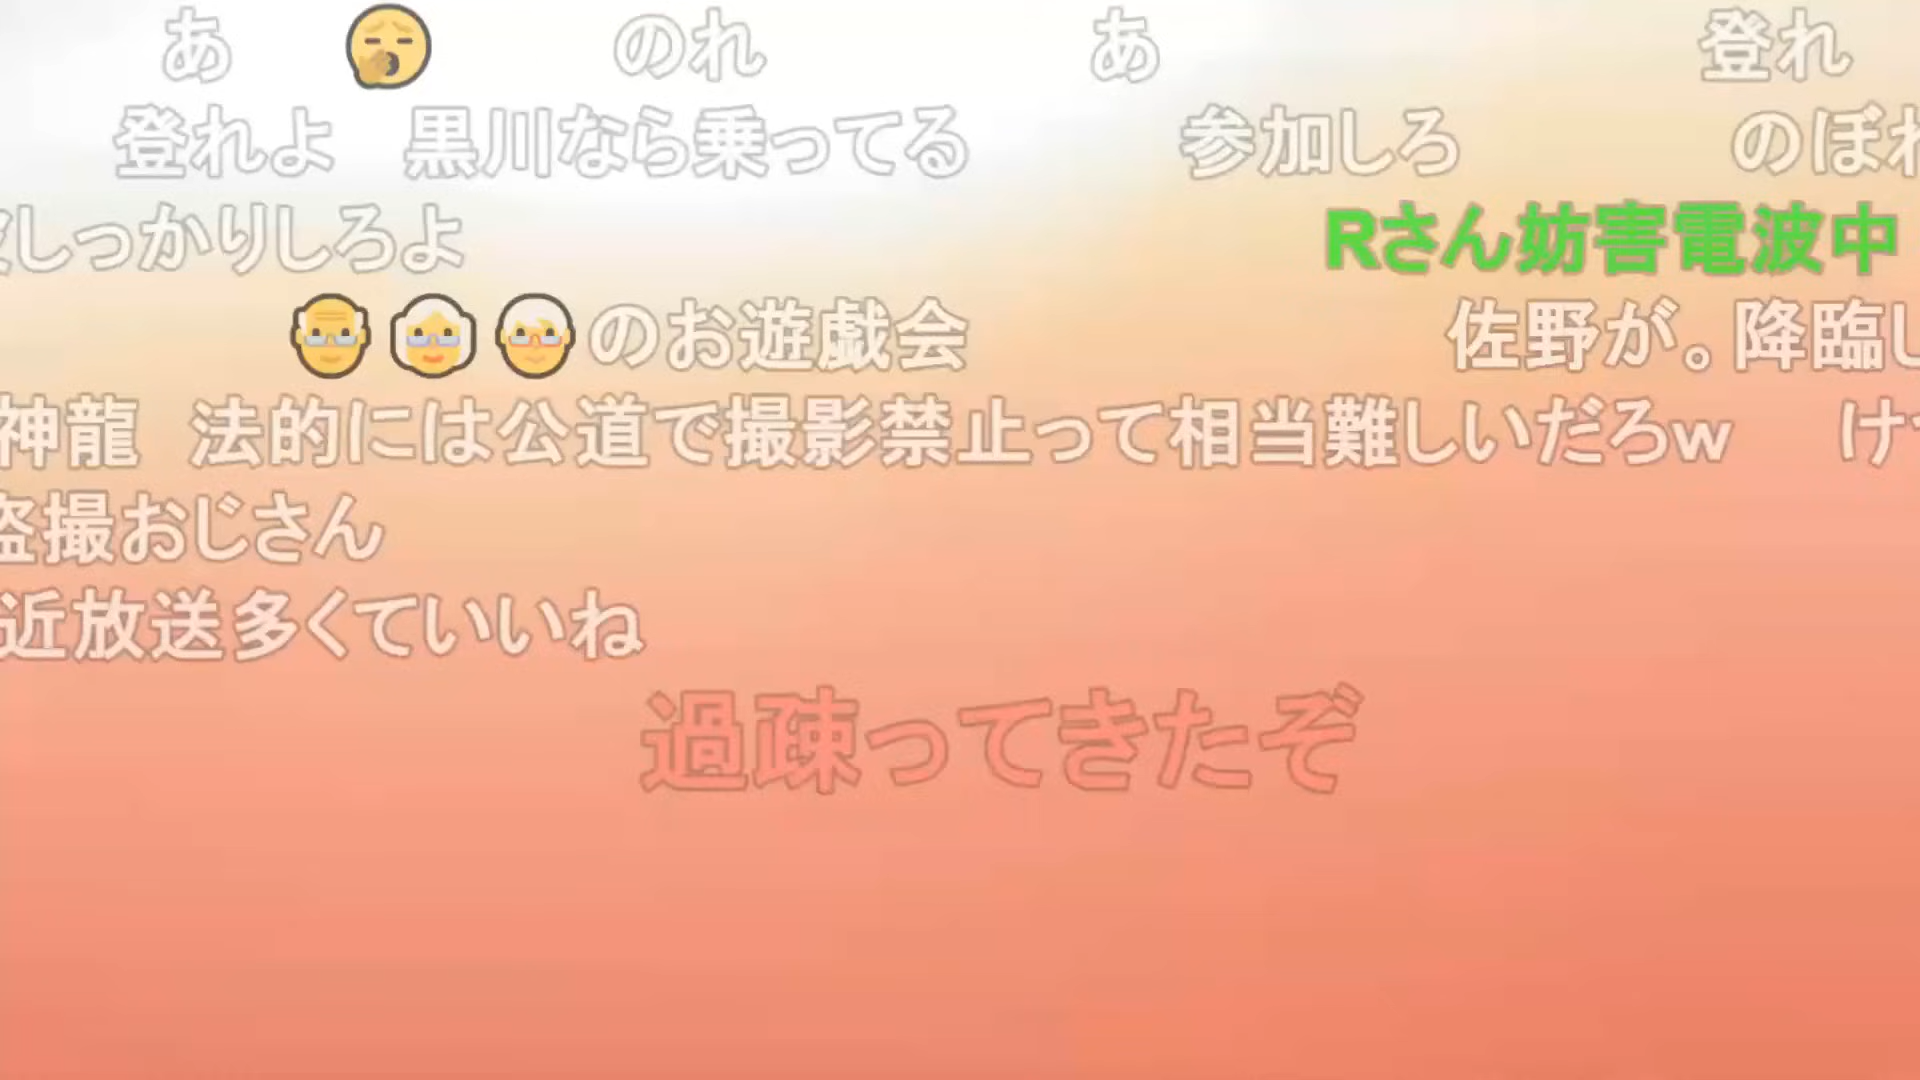 あ 🥱 のれ あ 登れ
登れよ 黒川なら乗ってる 参加しろ のぼれ
しっかりしろよ Rさん妨害電波中
👴👵🧓のお遊戯会 佐野が。降臨し
神龍 法的には公道で撮影禁止って相当難しいだろw け
盗撮おじさん
近放送多くていいね
過疎ってきたぞ